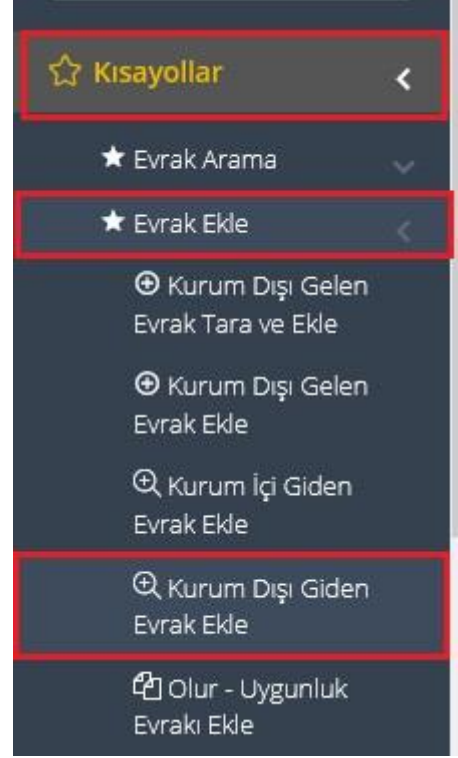 Kısayollar
Evrak Arama
Evrak Ekle
Kurum Dışı Gelen
Evrak Tara ve Ekle
Kurum Dışı Gelen
Evrak Ekle
Kurum İçi Giden
Evrak Ekle
Kurum Dışı Giden
Evrak Ekle
Olur - Uygunluk
Evrakı Ekle